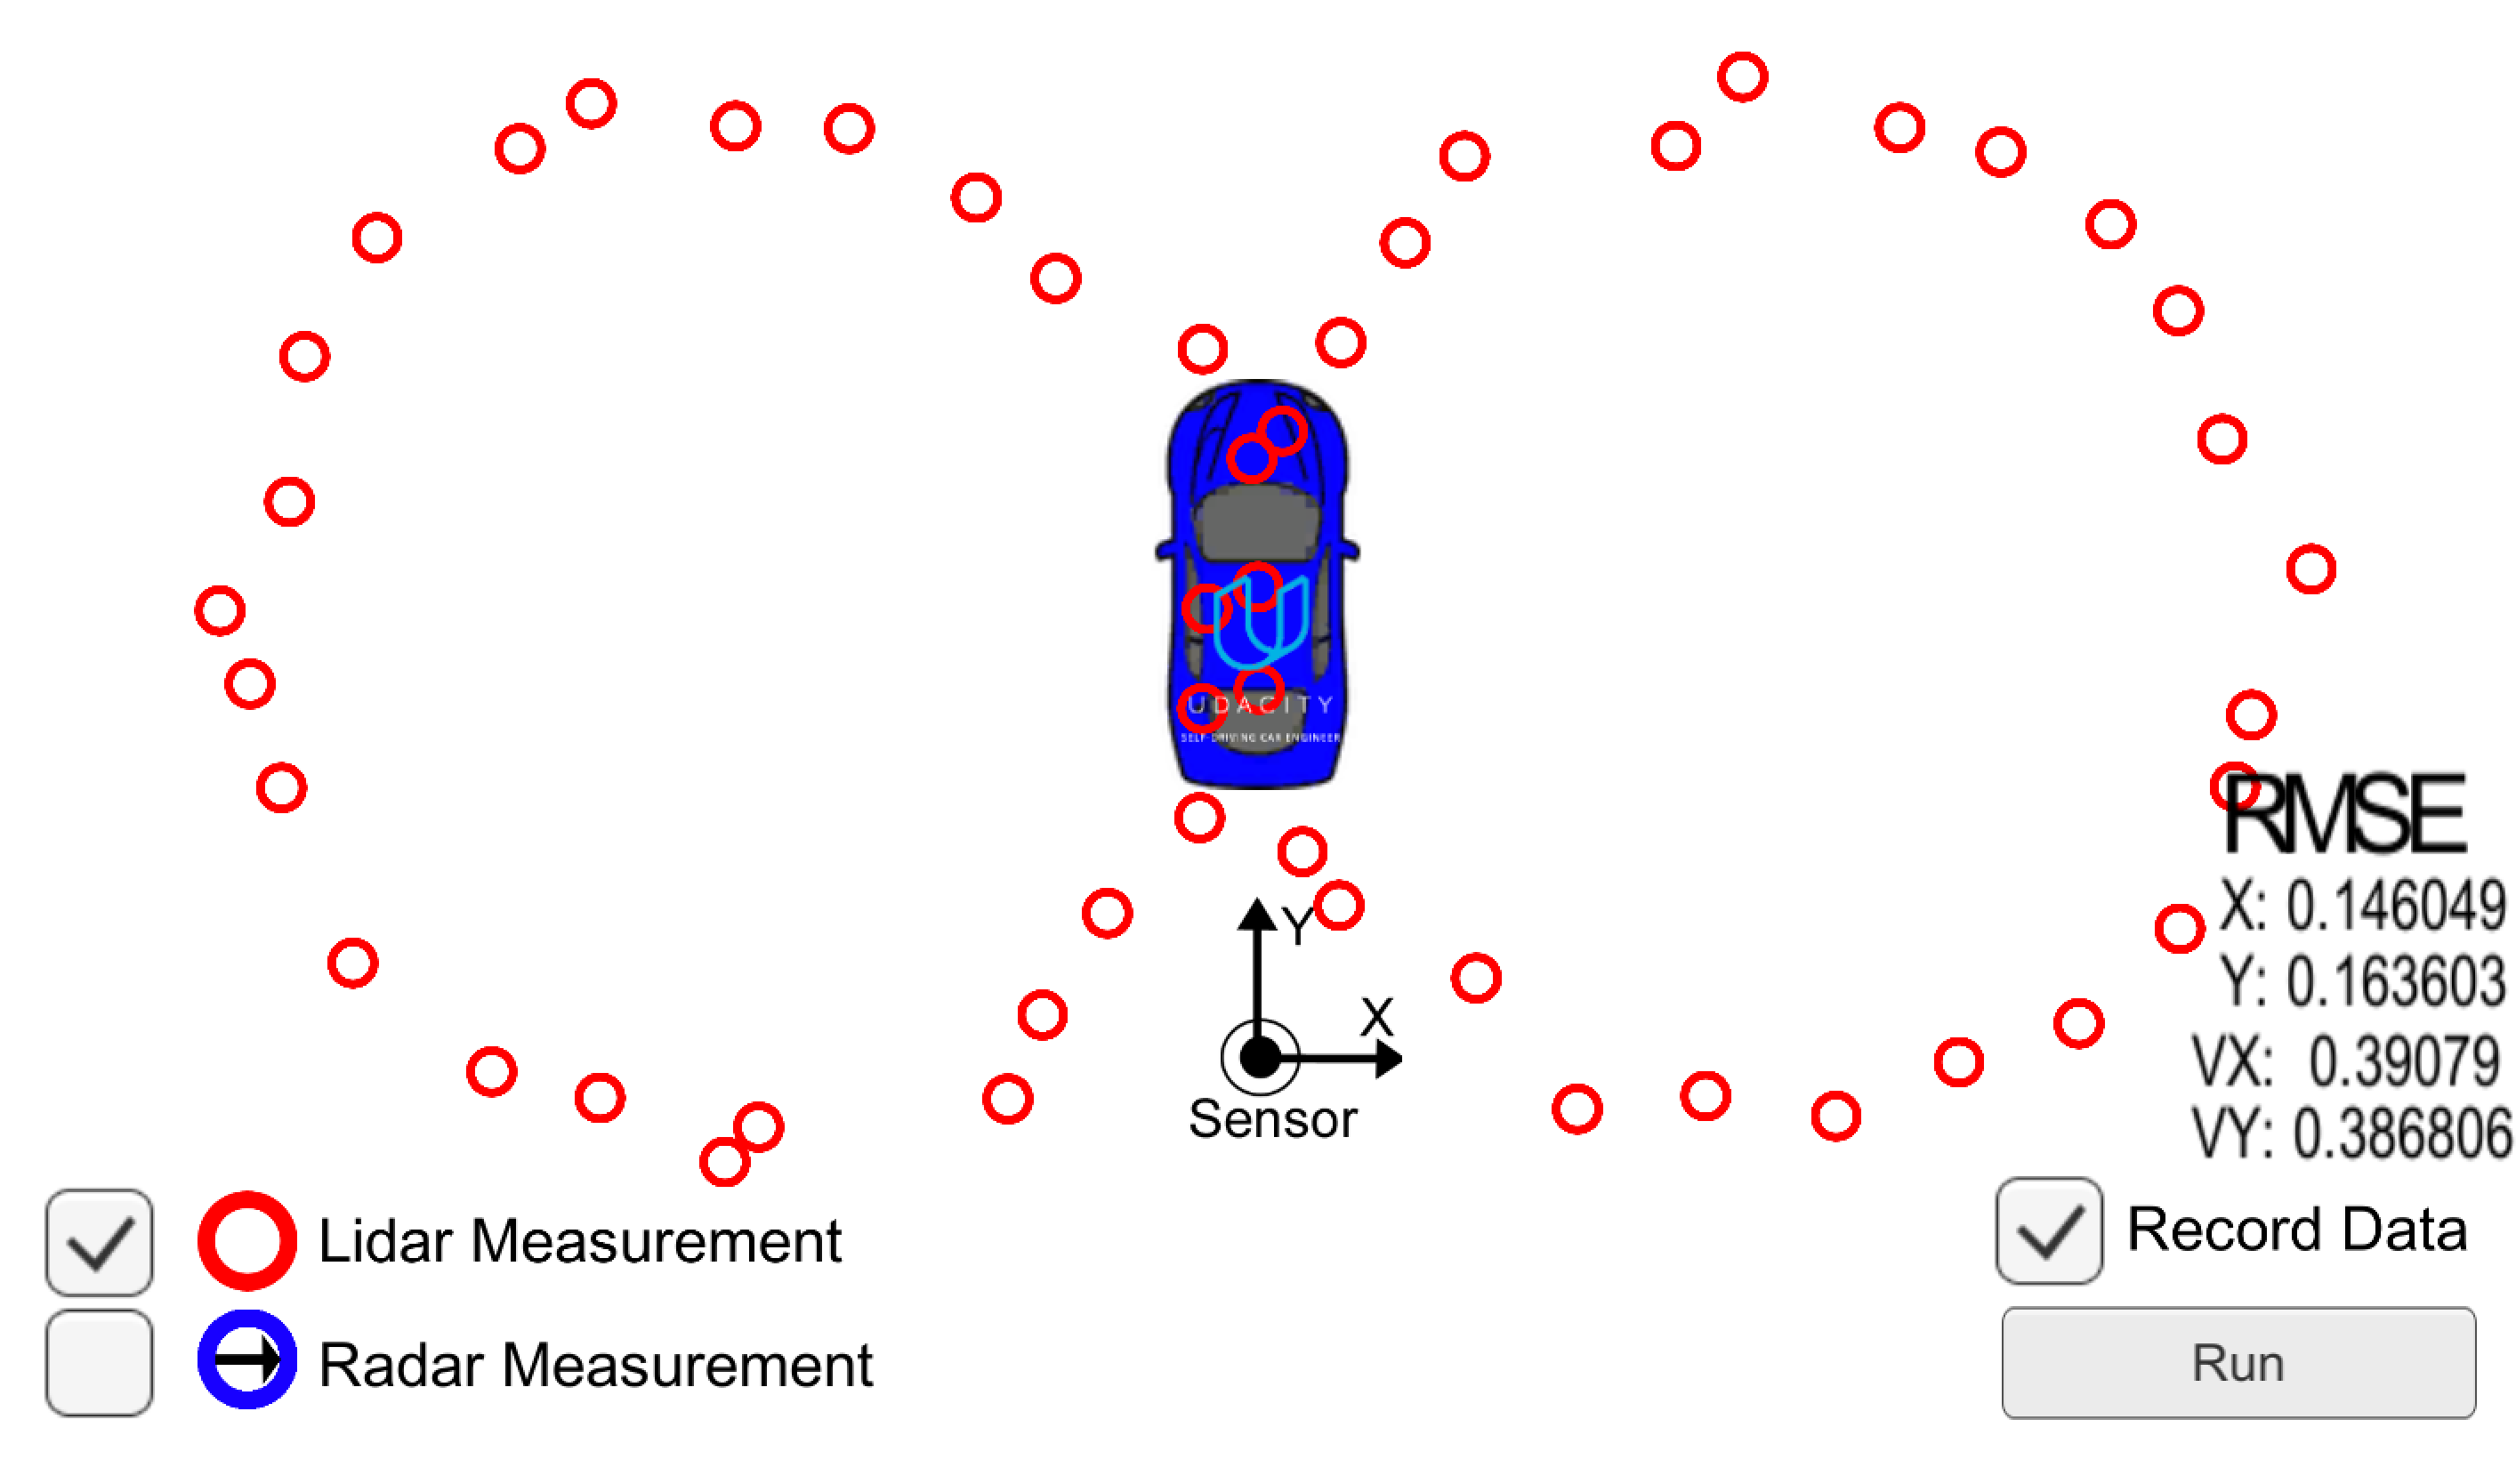 UDACITY
SELF-DRIVING CAR ENGINEER
RMSE
X: 0.146049
Y
Y: 0.163603
X
VX: 0.39079
Sensor
VY: 0.386806
Lidar Measurement
Record Data
Radar Measurement
Run